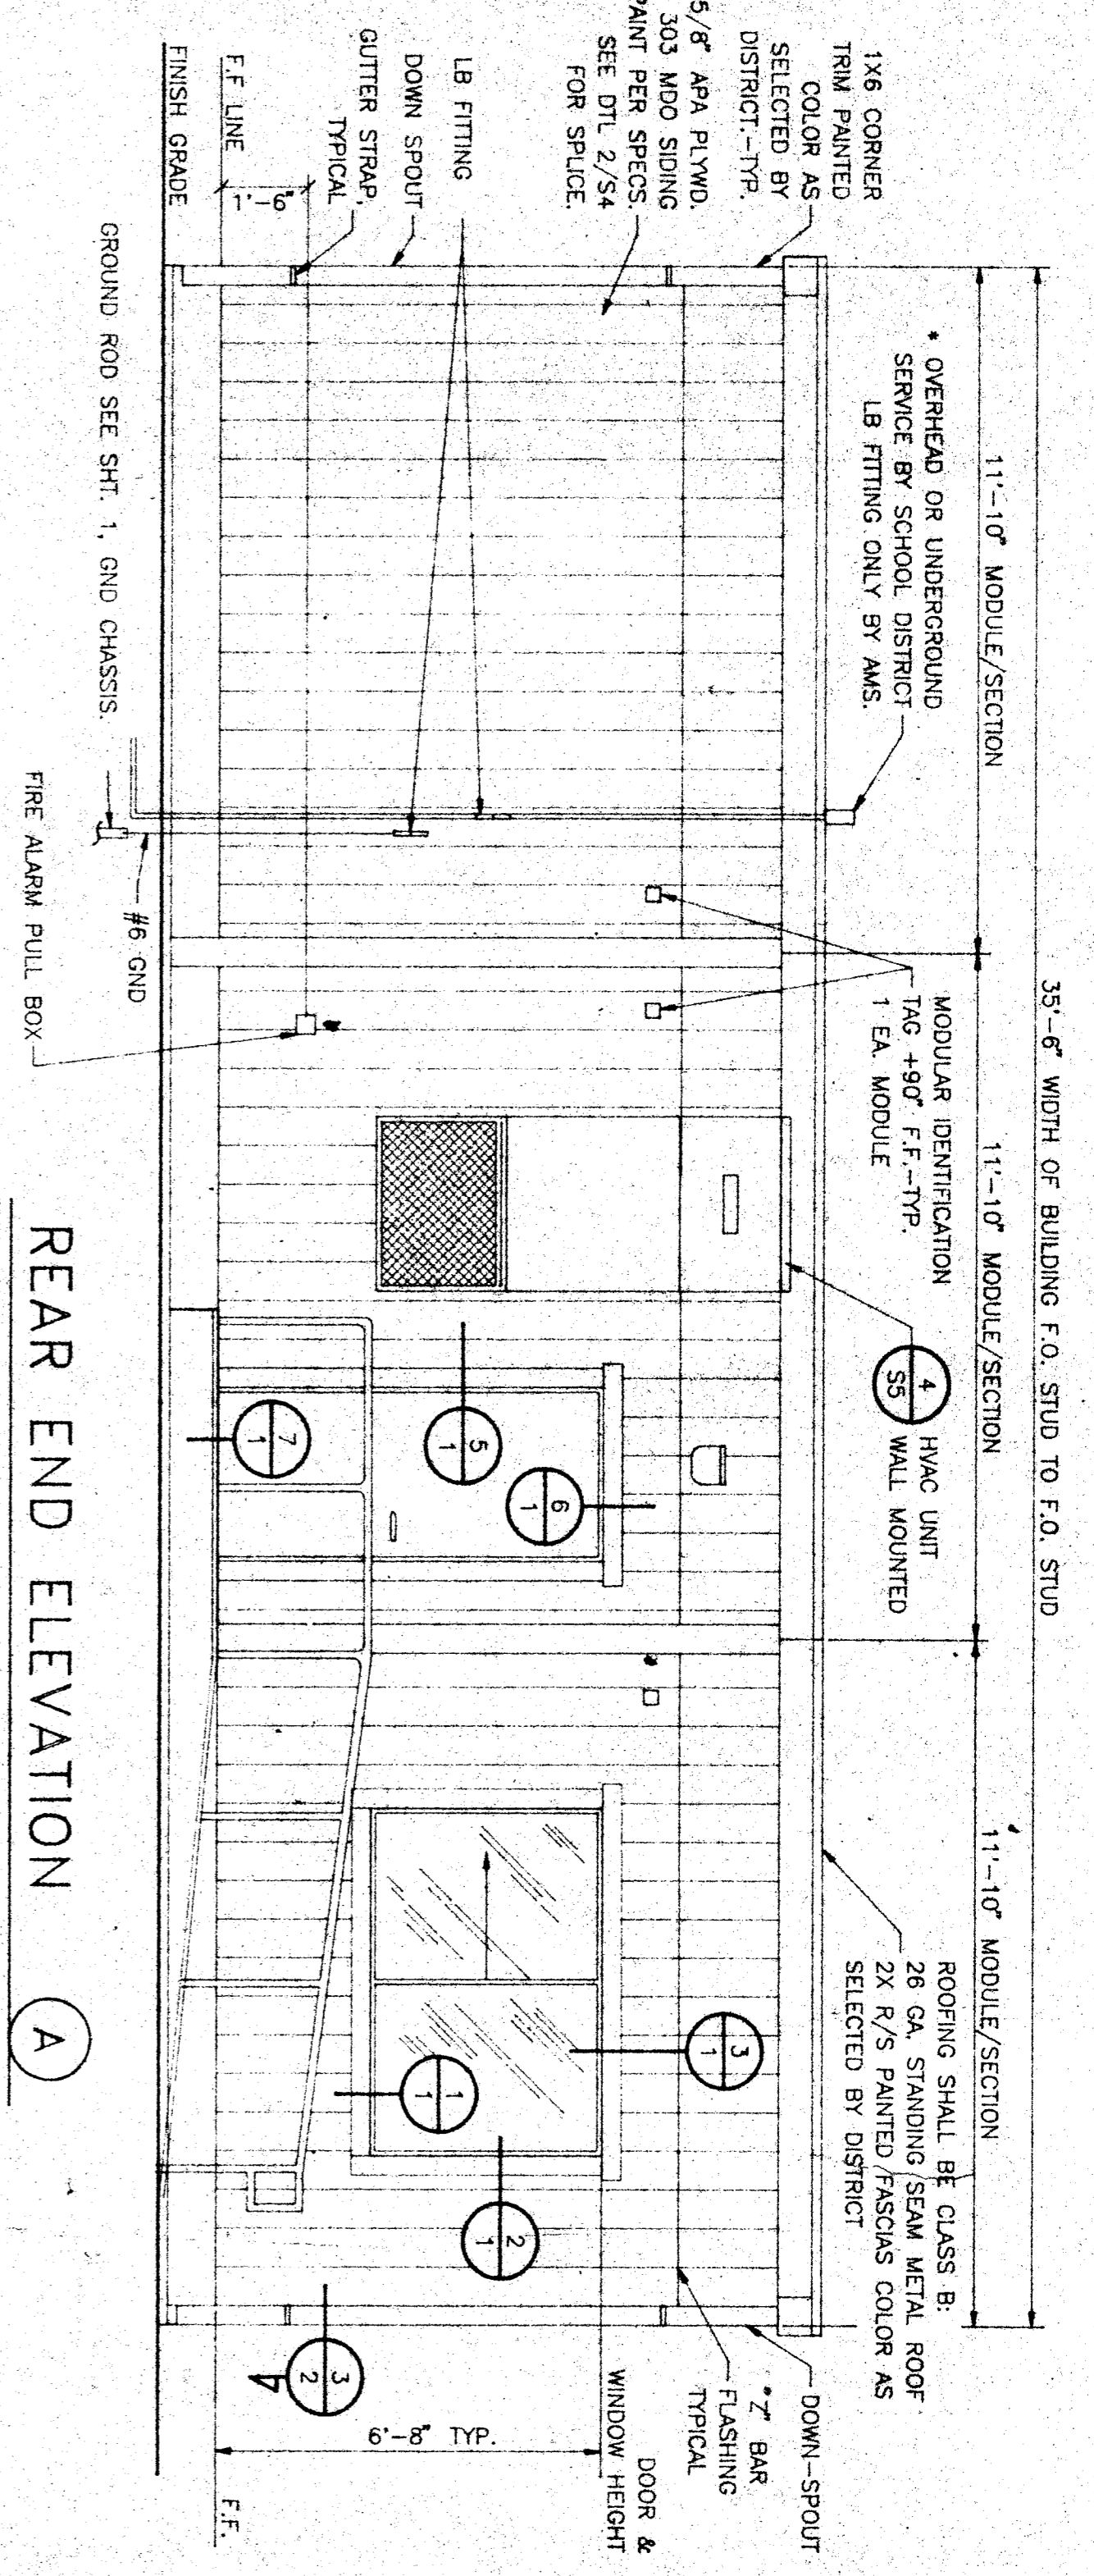 35'-6" WIDTH OF BUILDING F.O. STUD TO F.O. STUD
11'-10" MODULE/SECTION
11'-10" MODULE/SECTION
11'-10" MODULE/SECTION
1X6 CORNER
TRIM PAINTED
COLOR AS
SELECTED BY
DISTRICT.-TYP.
5/8" APA PLYWD.
303 MDO SIDING
PAINT PER SPECS.
SEE DTL 2/S4
FOR SPLICE.
LB FITTING
DOWN SPOUT
GUTTER STRAP,
TYPICAL
F.F LINE
1'-6"
FINISH GRADE
* OVERHEAD OR UNDERGROUND
SERVICE BY SCHOOL DISTRICT
LB FITTING ONLY BY AMS.
MODULAR IDENTIFICATION
TAG +90" F.F.-TYP.
1 EA. MODULE
4
S5
HVAC UNIT
WALL MOUNTED
ROOFING SHALL BE CLASS B:
26 GA. STANDING SEAM METAL ROOF
2X R/S PAINTED FASCIAS COLOR AS
SELECTED BY DISTRICT
DOWN-SPOUT
"Z" BAR
FLASHING
TYPICAL
DOOR &
WINDOW HEIGHT
6'-8" TYP.
F.F.
5
1
6
1
7
1
3
1
1
1
2
1
3
2
GROUND ROD SEE SHT. 1, GND CHASSIS.
#6 GND
FIRE ALARM PULL BOX
REAR END ELEVATION
A